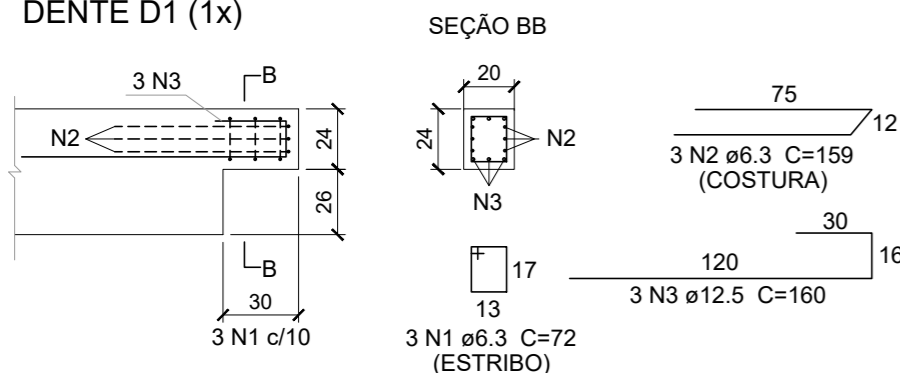 DENTE D1 (1x)
SEÇÃO BB
3 N3
B
N2
24
26
B
30
3 N1 c/10
20
24
N2
N3
17
13
3 N1 ø6.3 C=72
(ESTRIBO)
75
12
3 N2 ø6.3 C=159
(COSTURA)
30
16
120
3 N3 ø12.5 C=160